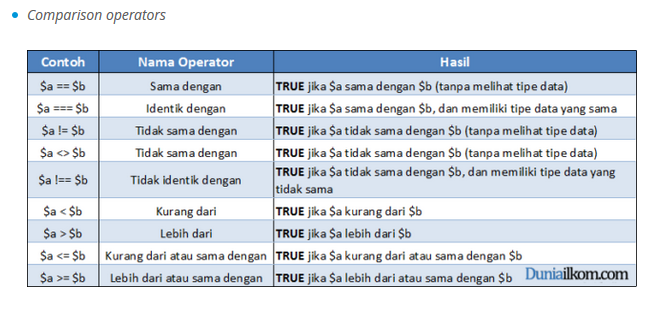 Comparison operators
Contoh Nama Operator Hasil
$a == $b Sama dengan TRUE jika $a sama dengan $b (tanpa melihat tipe data)
$a === $b Identik dengan TRUE jika $a sama dengan $b, dan memiliki tipe data yang sama
$a != $b Tidak sama dengan TRUE jika $a tidak sama dengan $b (tanpa melihat tipe data)
$a <> $b Tidak sama dengan TRUE jika $a tidak sama dengan $b (tanpa melihat tipe data)
$a !== $b Tidak identik dengan TRUE jika $a tidak sama dengan $b, dan memiliki tipe data yang
tidak sama
$a < $b Kurang dari TRUE jika $a kurang dari $b
$a > $b Lebih dari TRUE jika $a lebih dari $b
$a <= $b Kurang dari atau sama dengan TRUE jika $a kurang dari atau sama dengan $b
$a >= $b Lebih dari atau sama dengan TRUE jika $a lebih dari atau sama dengan $b Duniailkom.com